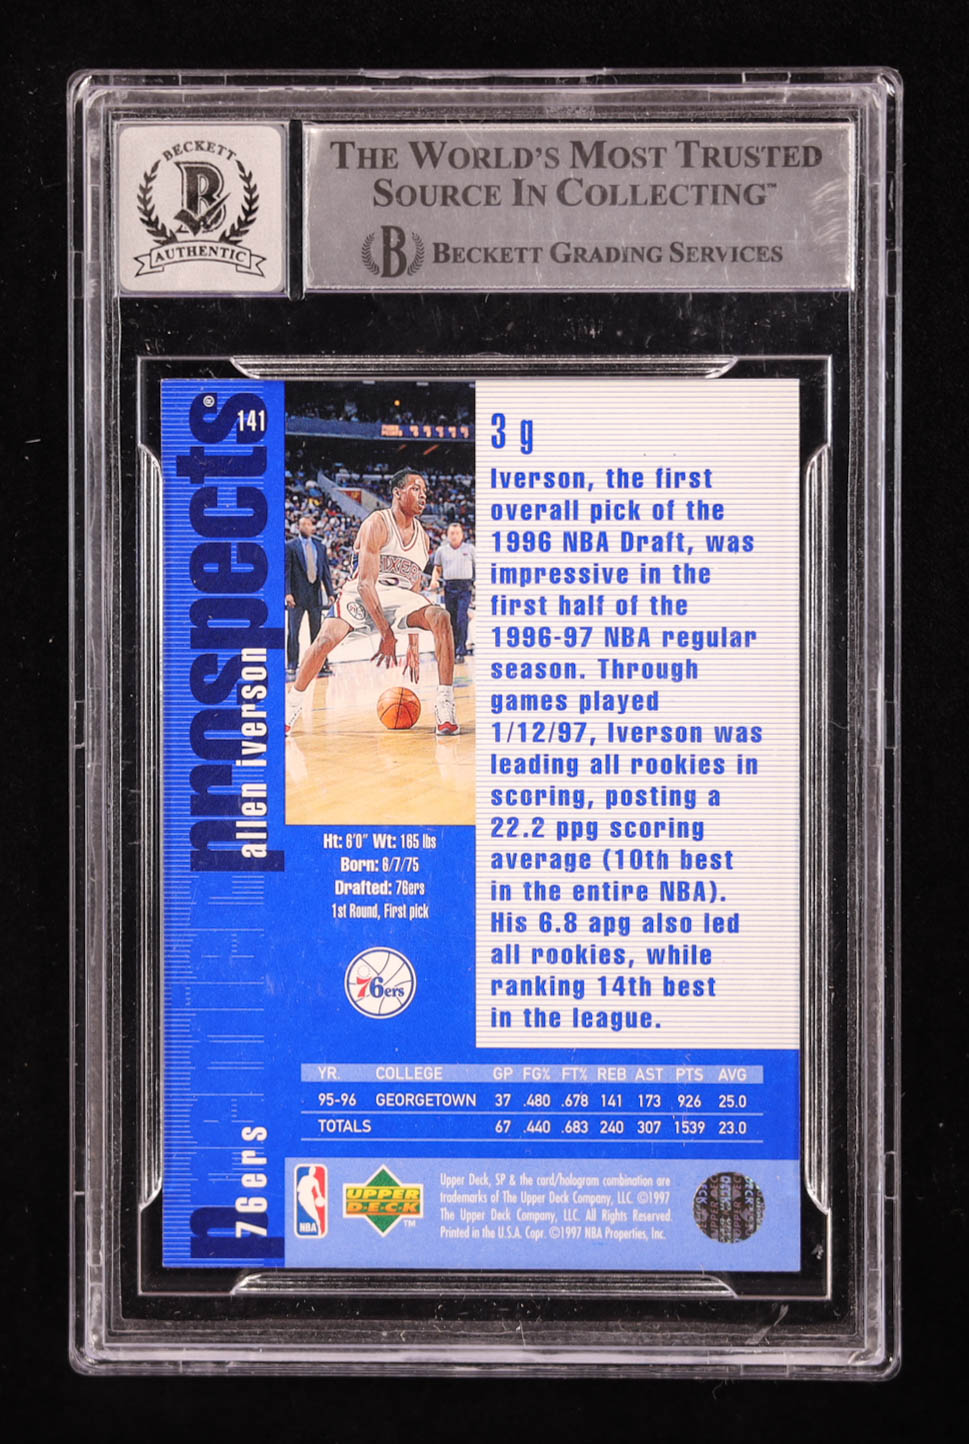 BECKETT
B
AUTHENTIC
THE WORLD'S MOST TRUSTED
SOURCE IN COLLECTING™
B BECKETT GRADING SERVICES
141
prospects®
allen iverson
76ers
SIXERS
3 g
Iverson, the first
overall pick of the
1996 NBA Draft, was
impressive in the
first half of the
1996-97 NBA regular
season. Through
games played
1/12/97, Iverson was
leading all rookies in
scoring, posting a
22.2 ppg scoring
average (10th best
in the entire NBA).
His 6.8 apg also led
all rookies, while
ranking 14th best
in the league.
Ht: 6'0" Wt: 165 lbs
Born: 6/7/75
Drafted: 76ers
1st Round, First pick
76ers
YR. COLLEGE GP FG% FT% REB AST PTS AVG
95-96 GEORGETOWN 37 .480 .678 141 173 926 25.0
TOTALS 67 .440 .683 240 307 1539 23.0
NBA
UPPER
DECK™
Upper Deck, SP & the card/hologram combination are
trademarks of The Upper Deck Company, LLC. ©1997
The Upper Deck Company, LLC. All Rights Reserved.
Printed in the U.S.A. Copr. ©1997 NBA Properties, Inc.